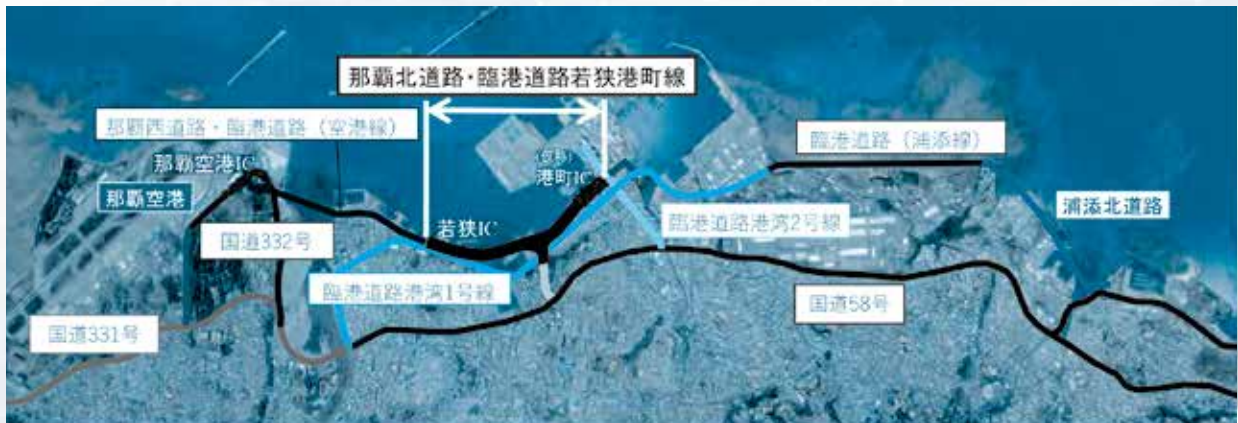 那覇北道路・臨港道路若狭港町線
那覇西道路・臨港道路（空港線）
臨港道路（浦添線）
那覇空港IC
(仮称)
港町IC
那覇空港
浦添北道路
若狭IC
国道332号
臨港道路港湾2号線
臨港道路港湾1号線
国道58号
国道331号